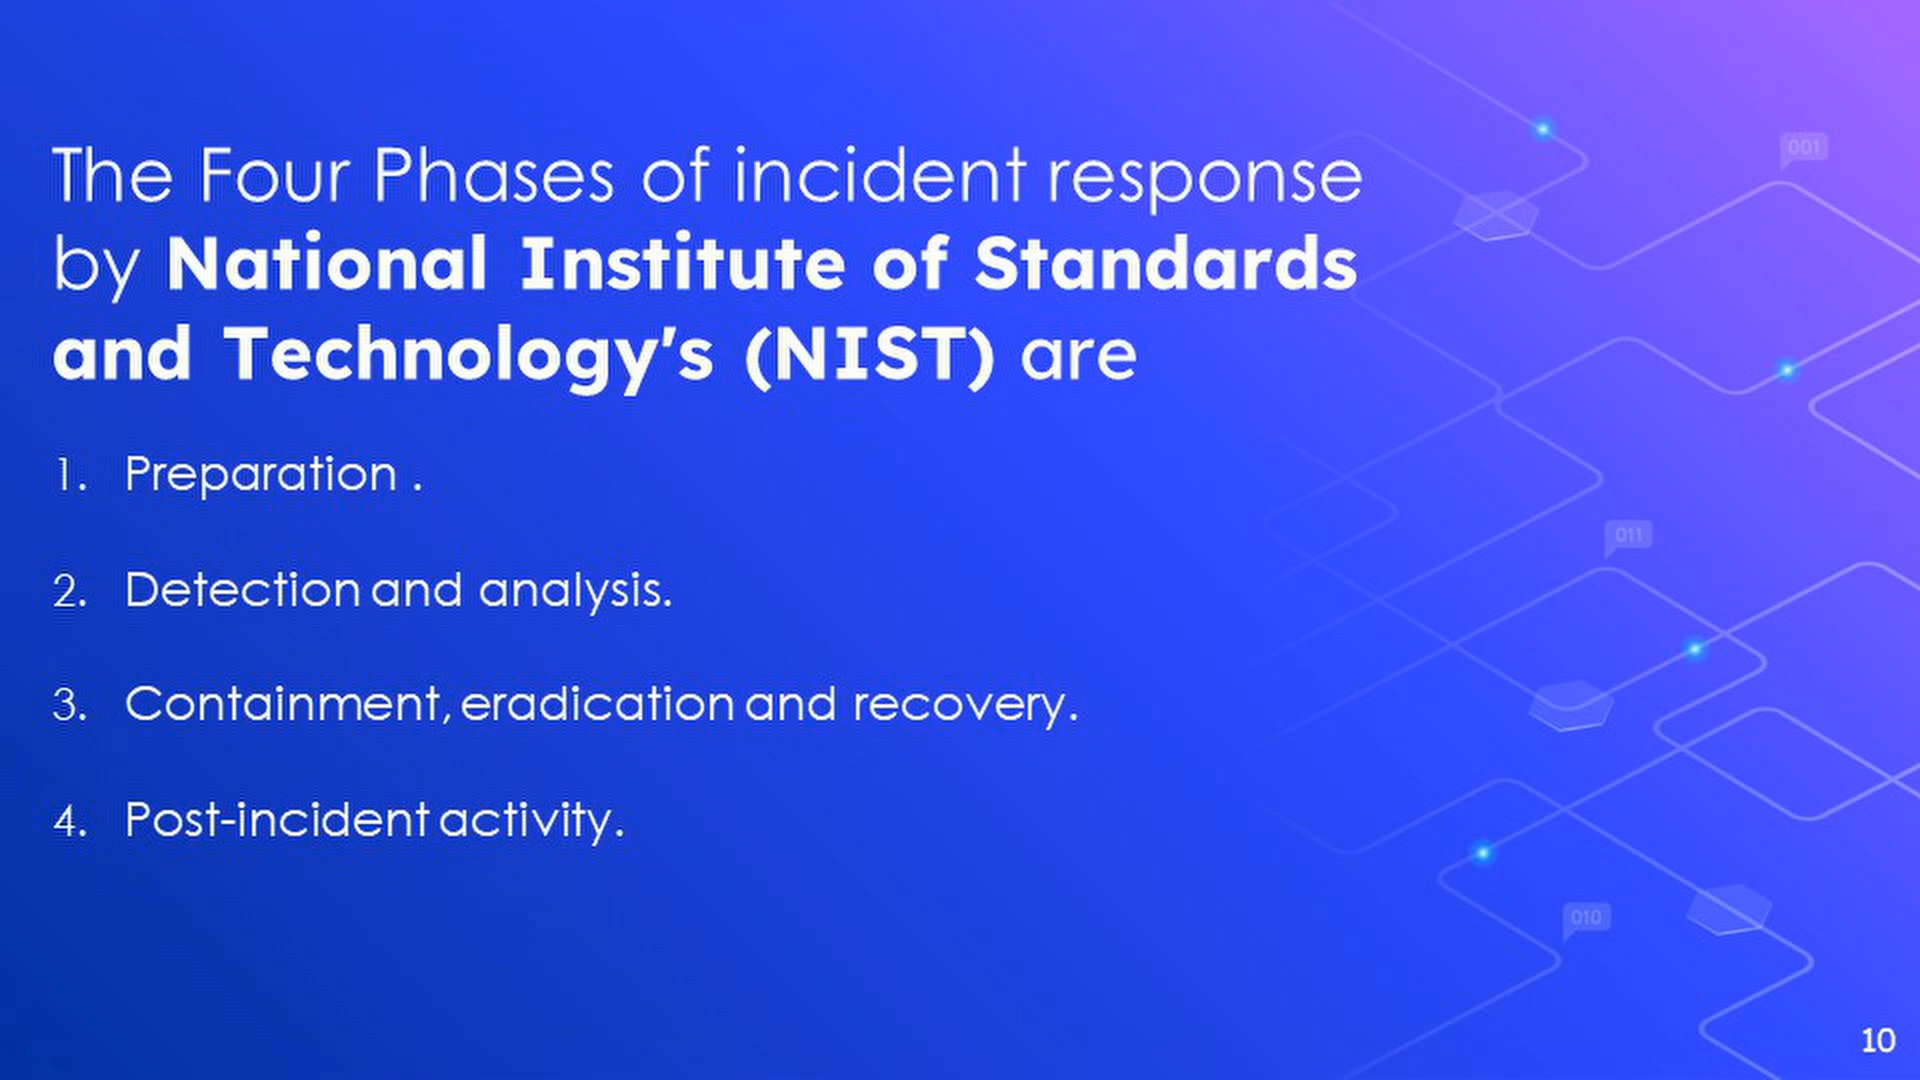 The Four Phases of incident response
by National Institute of Standards
and Technology's (NIST) are
1. Preparation .
2. Detection and analysis.
3. Containment, eradication and recovery.
4. Post-incident activity.
001
011
010
10